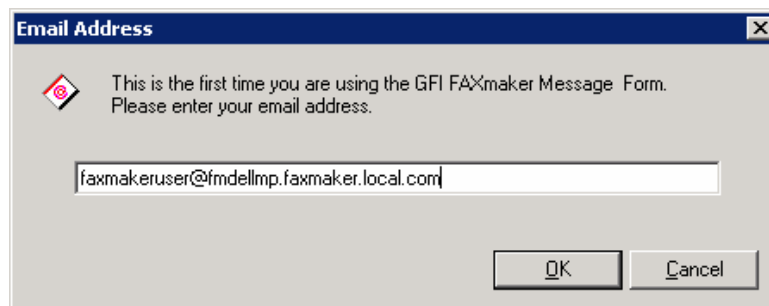 Email Address
This is the first time you are using the GFI FAXmaker Message Form.
Please enter your email address.
faxmakeruser@fmdellmp.faxmaker.local.com
OK
Cancel